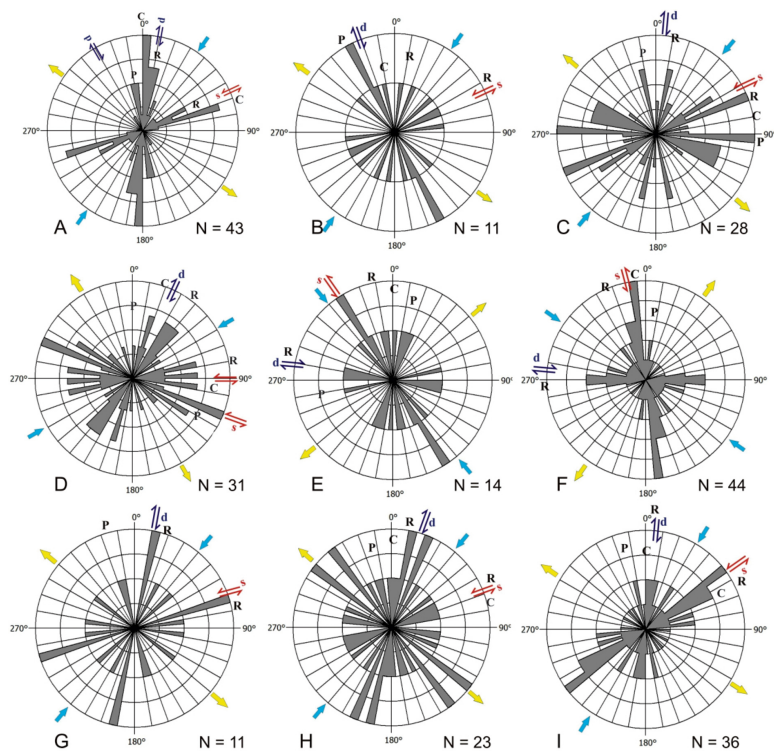 C
0°
d
d
R
P
s
R
C
270°
90°
180°
A
N = 43
0°
P
d
R
C
R
s
270°
90°
180°
B
N = 11
0°
d
R
P
s
R
C
P
270°
90°
180°
C
N = 28
0°
C
d
R
P
R
270°
90°
C
P
s
180°
D
N = 31
0°
s
R
C
P
R
d
270°
90°
P
180°
E
N = 14
0°
s
C
R
P
d
270°
90°
R
180°
F
N = 44
0°
P
d
R
s
R
270°
90°
180°
G
N = 11
0°
R
d
P
C
R
s
C
270°
90°
180°
H
N = 23
R
0°
d
P
C
s
R
C
270°
90°
180°
I
N = 36